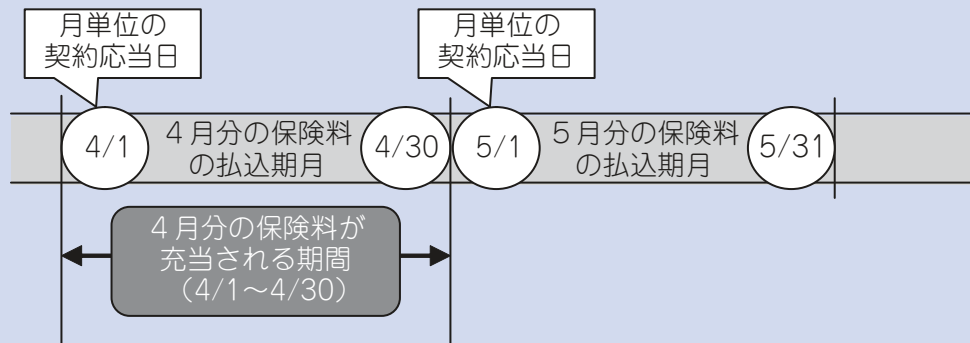 月単位の
契約応当日
月単位の
契約応当日
4/1
４月分の保険料
の払込期月
4/30
5/1
５月分の保険料
の払込期月
5/31
４月分の保険料が
充当される期間
（4/1～4/30）